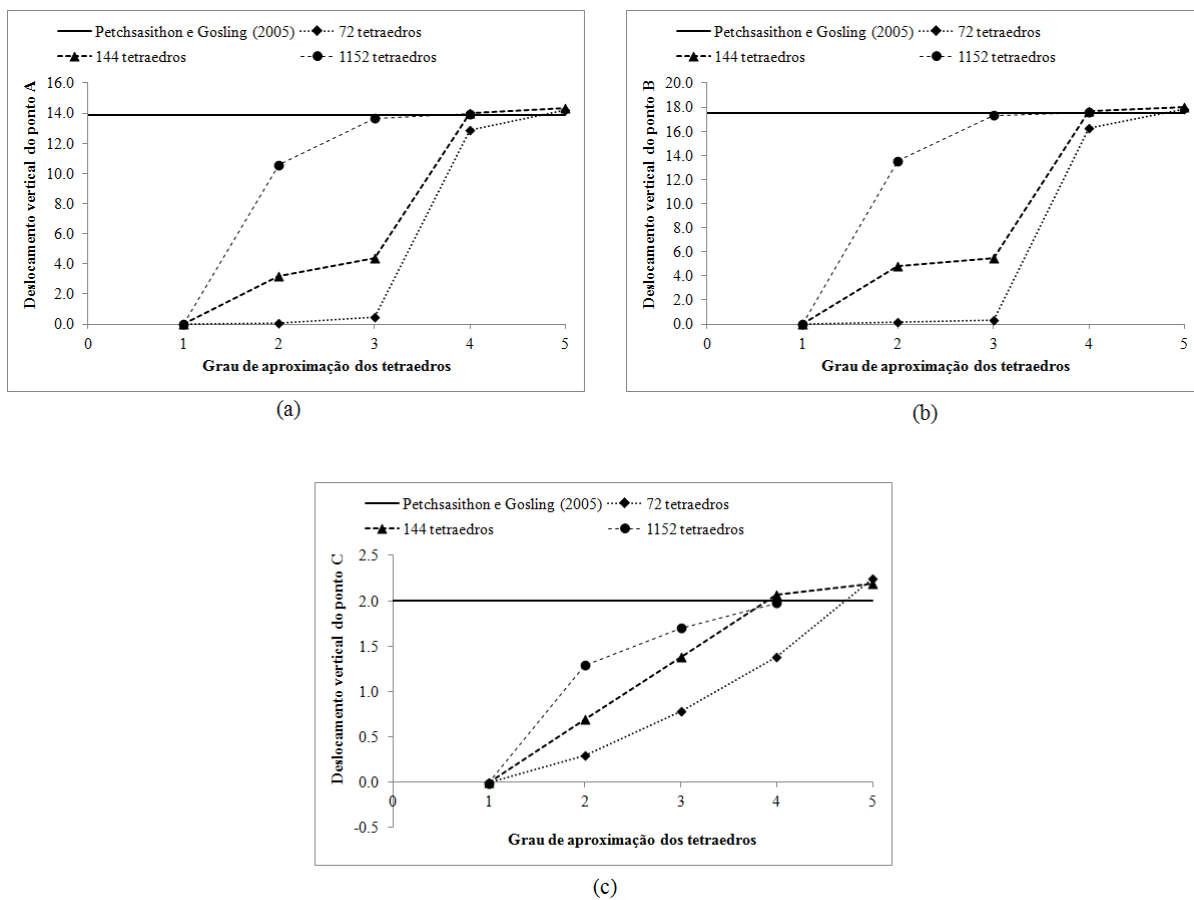 Petchsasithon e Gosling (2005)
72 tetraedros
144 tetraedros
1152 tetraedros
Deslocamento vertical do ponto A
16.0
14.0
12.0
10.0
8.0
6.0
4.0
2.0
0.0
0 1 2 3 4 5
Grau de aproximação dos tetraedros
(a)
Petchsasithon e Gosling (2005)
72 tetraedros
144 tetraedros
1152 tetraedros
Deslocamento vertical do ponto B
20.0
18.0
16.0
14.0
12.0
10.0
8.0
6.0
4.0
2.0
0.0
0 1 2 3 4 5
Grau de aproximação dos tetraedros
(b)
Petchsasithon e Gosling (2005)
72 tetraedros
144 tetraedros
1152 tetraedros
Deslocamento vertical do ponto C
2.5
2.0
1.5
1.0
0.5
0.0
-0.5
0 1 2 3 4 5
Grau de aproximação dos tetraedros
(c)